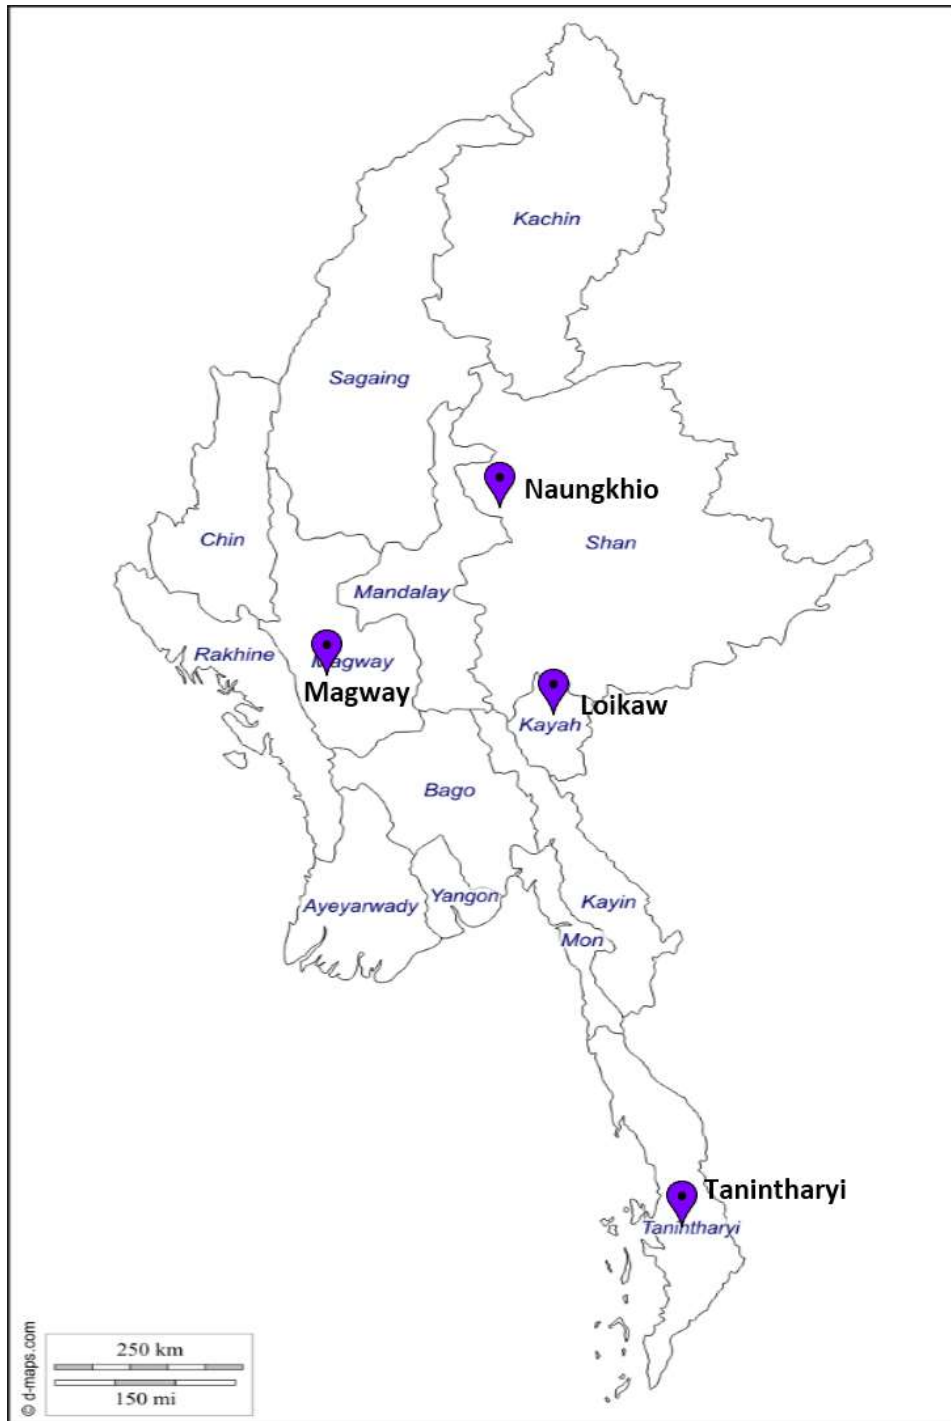 Kachin
Sagaing
Naungkhio
Chin
Shan
Mandalay
Rakhine
Magway
Magway
Loikaw
Kayah
Bago
Yangon
Ayeyarwady
Kayin
Mon
Tanintharyi
Tanintharyi
250 km
150 mi
© d-maps.com